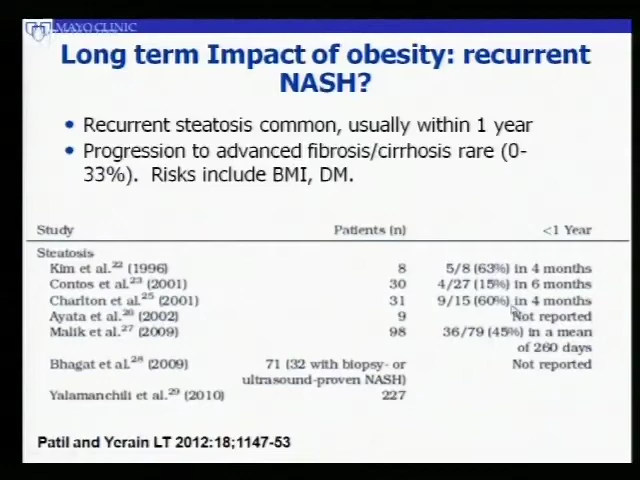 MAYO CLINIC
Long term Impact of obesity: recurrent
NASH?
• Recurrent steatosis common, usually within 1 year
• Progression to advanced fibrosis/cirrhosis rare (0-
33%). Risks include BMI, DM.
Study Patients (n) <1 Year
Steatosis
Kim et al.22 (1996) 8 5/8 (63%) in 4 months
Contos et al.23 (2001) 30 4/27 (15%) in 6 months
Charlton et al.25 (2001) 31 9/15 (60%) in 4 months
Ayata et al.26 (2002) 9 Not reported
Malik et al.27 (2009) 98 36/79 (45%) in a mean
of 260 days
Bhagat et al.28 (2009) 71 (32 with biopsy- or Not reported
ultrasound-proven NASH)
Yalamanchili et al.29 (2010) 227
Patil and Yerain LT 2012:18;1147-53